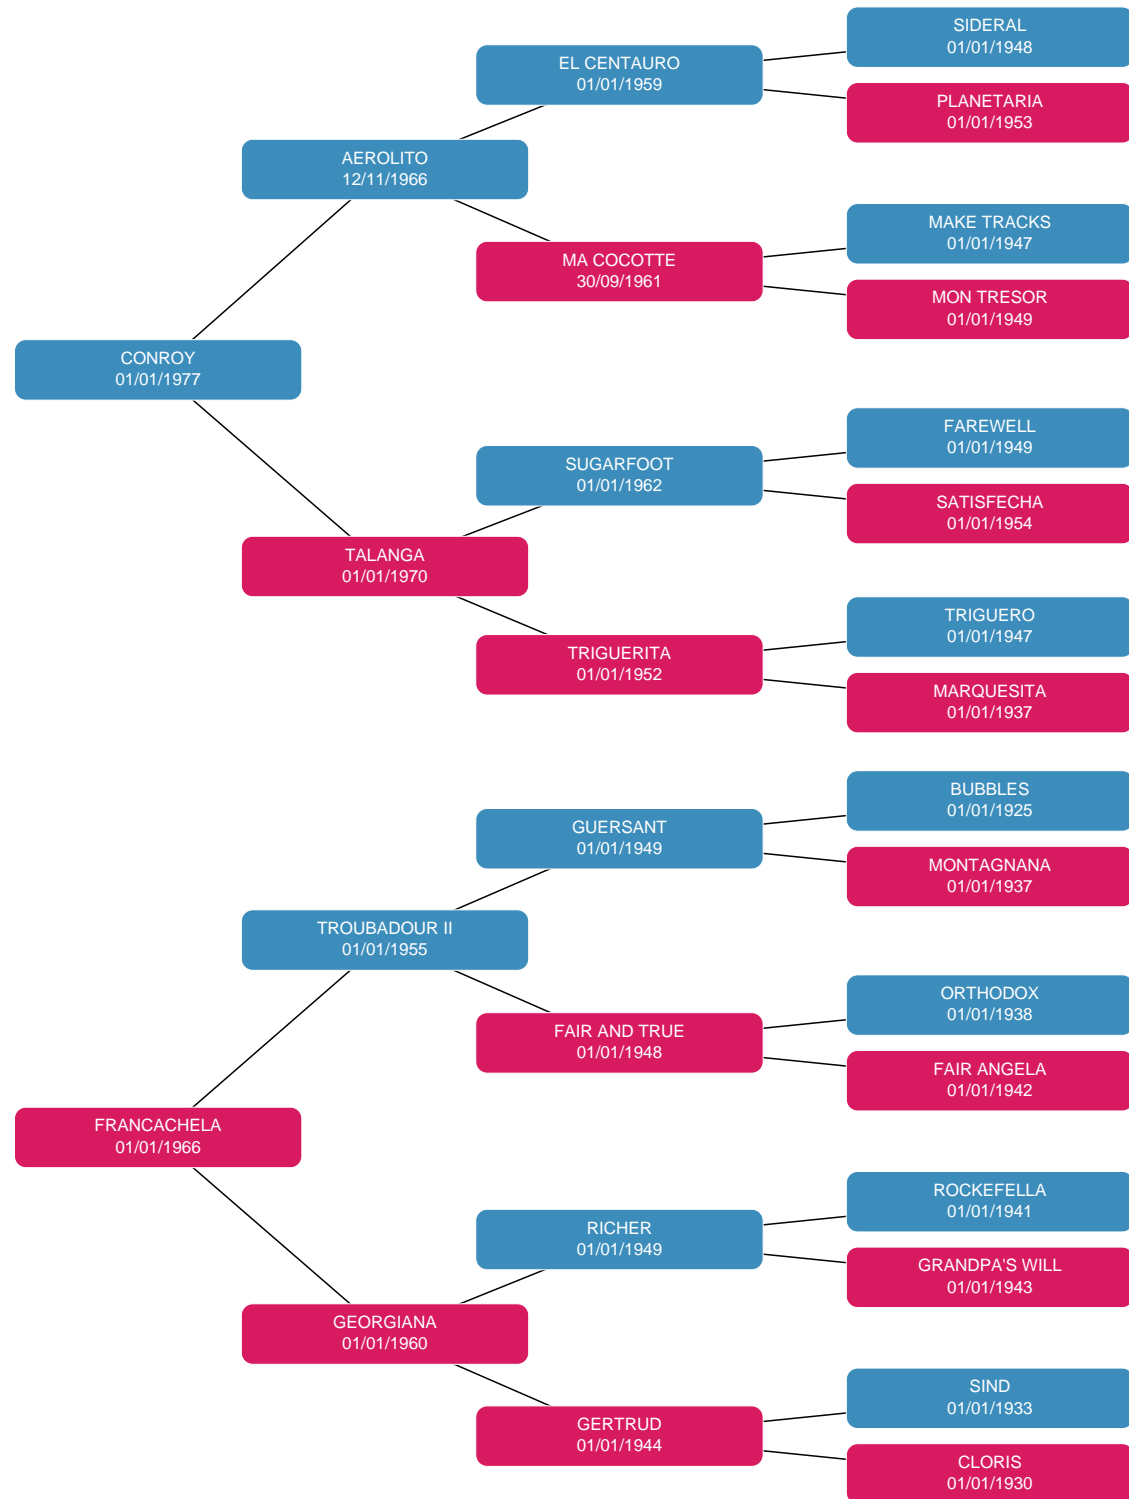 SIDERAL
01/01/1948
EL CENTAURO
01/01/1959
PLANETARIA
01/01/1953
AEROLITO
12/11/1966
MAKE TRACKS
01/01/1947
MA COCOTTE
30/09/1961
MON TRESOR
01/01/1949
CONROY
01/01/1977
FAREWELL
01/01/1949
SUGARFOOT
01/01/1962
SATISFECHA
01/01/1954
TALANGA
01/01/1970
TRIGUERO
01/01/1947
TRIGUERITA
01/01/1952
MARQUESITA
01/01/1937
BUBBLES
01/01/1925
GUERSANT
01/01/1949
MONTAGNANA
01/01/1937
TROUBADOUR II
01/01/1955
ORTHODOX
01/01/1938
FAIR AND TRUE
01/01/1948
FAIR ANGELA
01/01/1942
FRANCACHELA
01/01/1966
ROCKEFELLA
01/01/1941
RICHER
01/01/1949
GRANDPA'S WILL
01/01/1943
GEORGIANA
01/01/1960
SIND
01/01/1933
GERTRUD
01/01/1944
CLORIS
01/01/1930